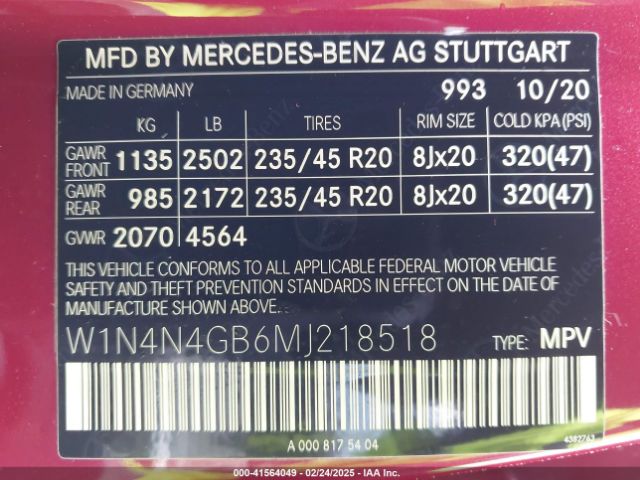 MFD BY MERCEDES-BENZ AG STUTTGART
MADE IN GERMANY 993 10/20
KG LB TIRES RIM SIZE COLD KPA(PSI)
GAWR FRONT 1135 2502 235/45 R20 8Jx20 320(47)
GAWR REAR 985 2172 235/45 R20 8Jx20 320(47)
GVWR 2070 4564
THIS VEHICLE CONFORMS TO ALL APPLICABLE FEDERAL MOTOR VEHICLE
SAFETY AND THEFT PREVENTION STANDARDS IN EFFECT ON THE DATE OF
MANUFACTURE SHOWN ABOVE.
W1N4N4GB6MJ218518 TYPE: MPV
A 000 817 54 04
4382763
000-41564049 - 02/24/2025 - IAA Inc.